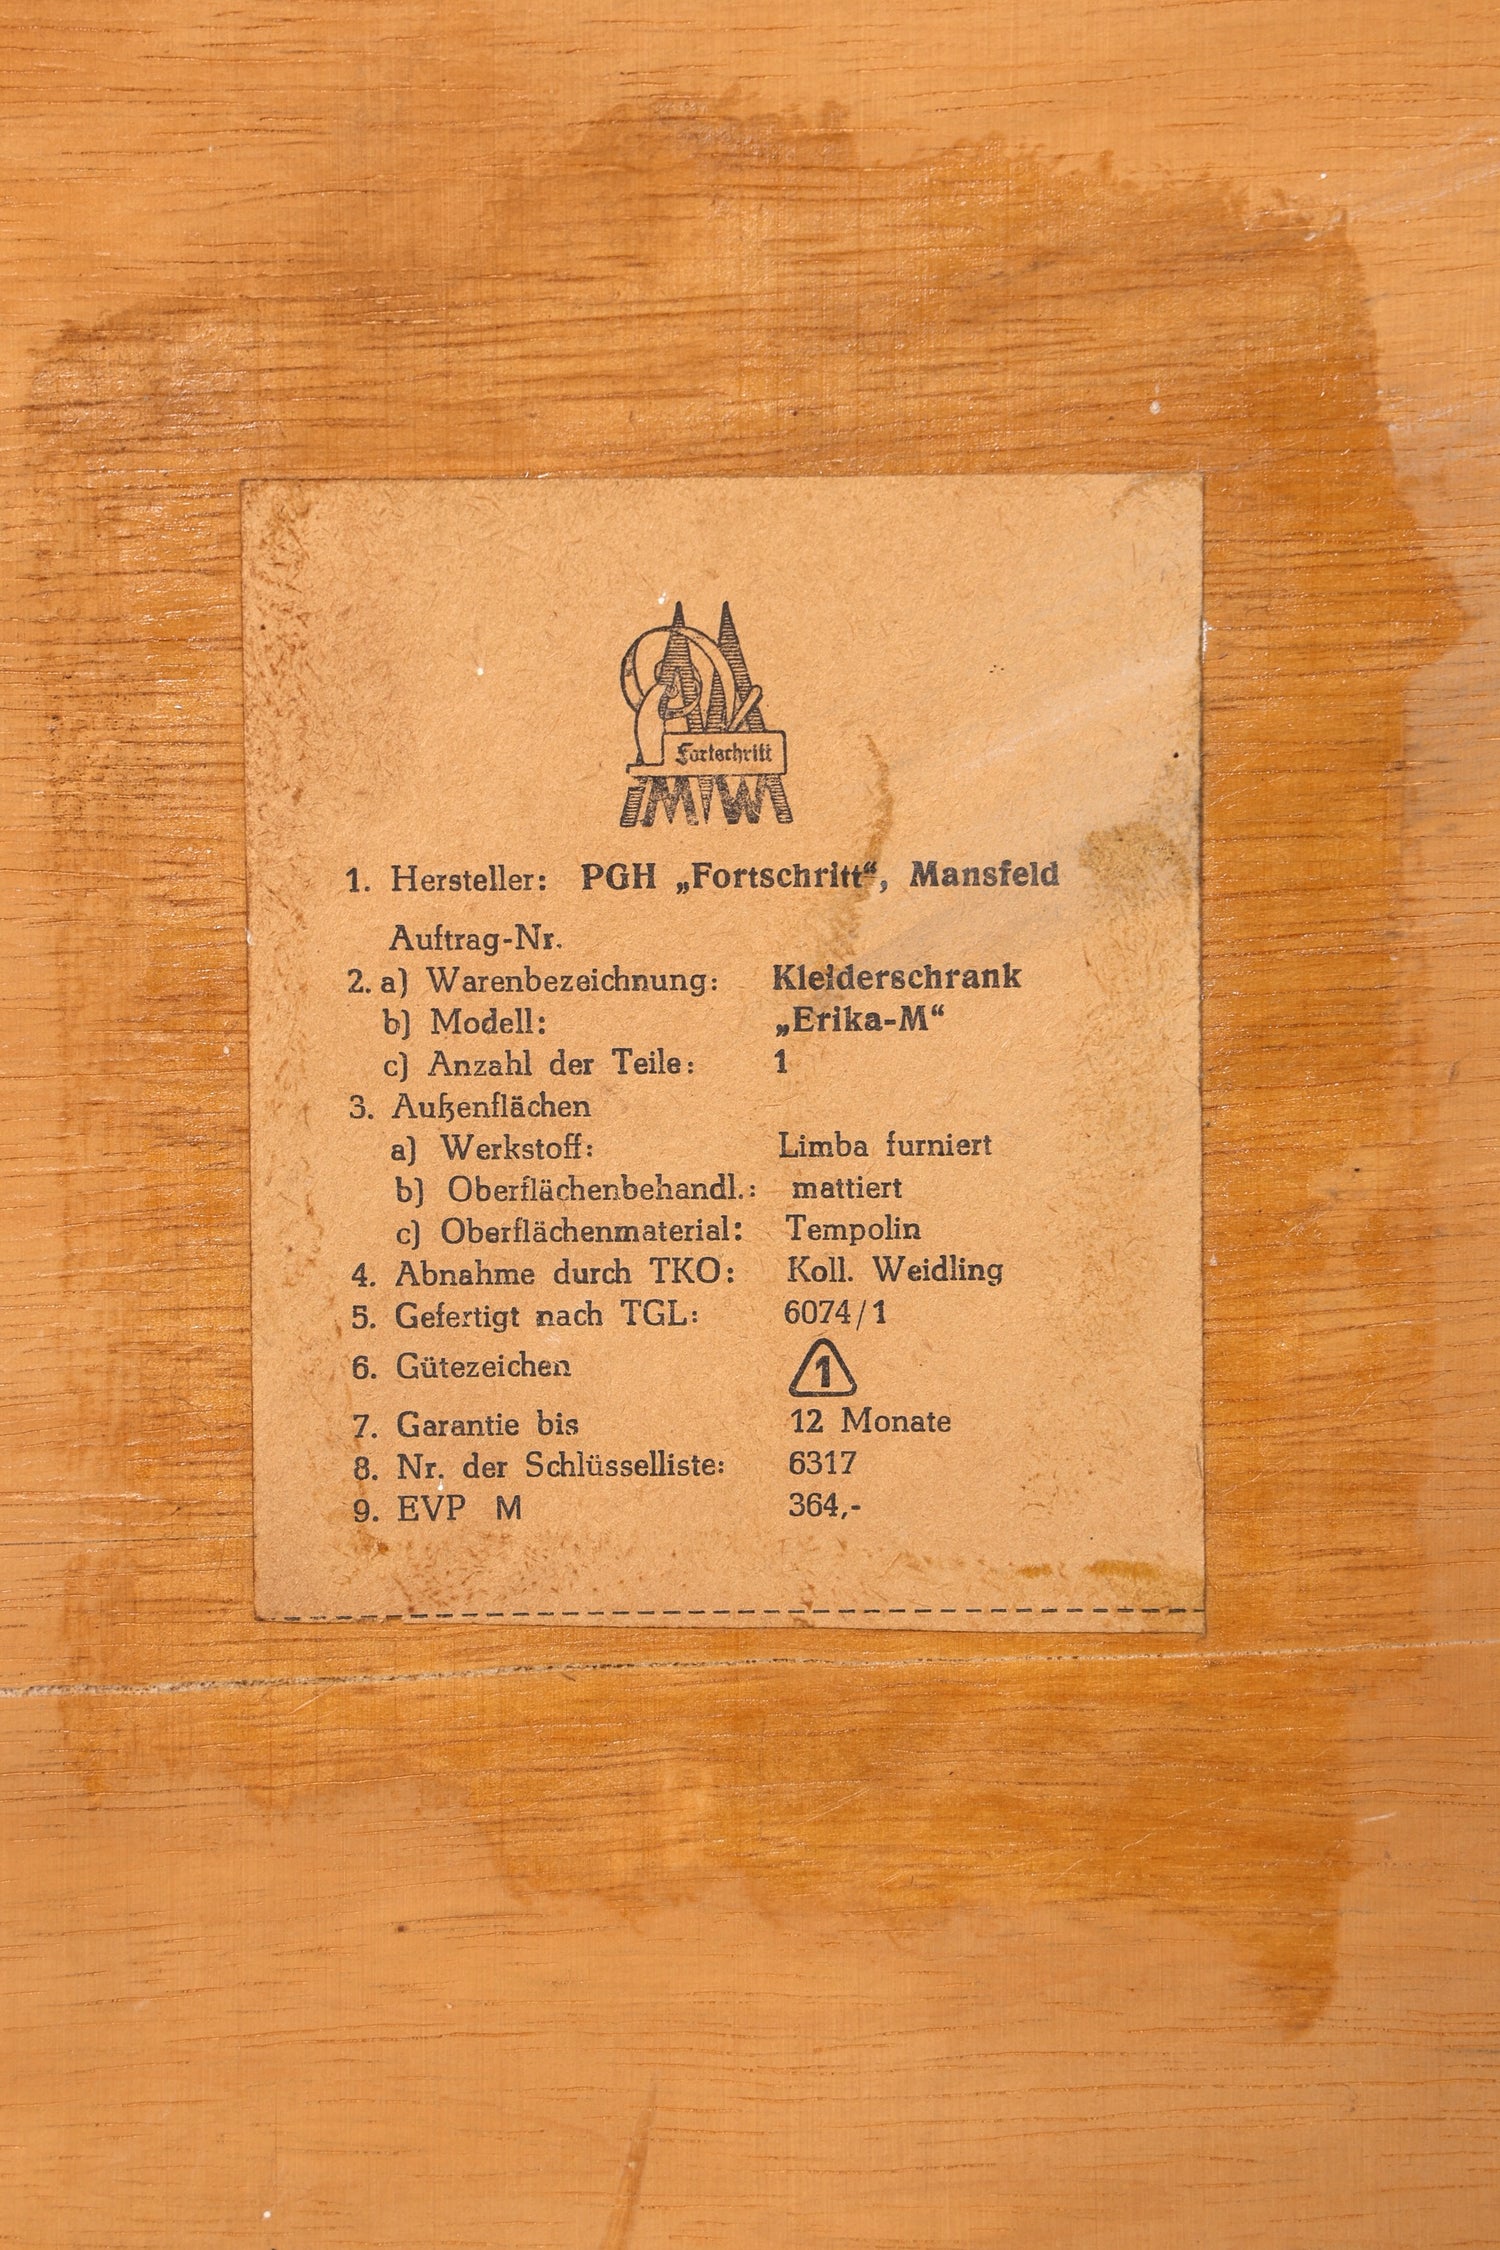 Fortschritt
1. Hersteller: PGH „Fortschritt“, Mansfeld
Auftrag-Nr.
2. a) Warenbezeichnung: Kleiderschrank
b) Modell: „Erika-M“
c) Anzahl der Teile: 1
3. Außenflächen
a) Werkstoff: Limba furniert
b) Oberflächenbehandl.: mattiert
c) Oberflächenmaterial: Tempolin
4. Abnahme durch TKO: Koll. Weidling
5. Gefertigt nach TGL: 6074/1
6. Gütezeichen 1
7. Garantie bis 12 Monate
8. Nr. der Schlüsselliste: 6317
9. EVP M 364,-